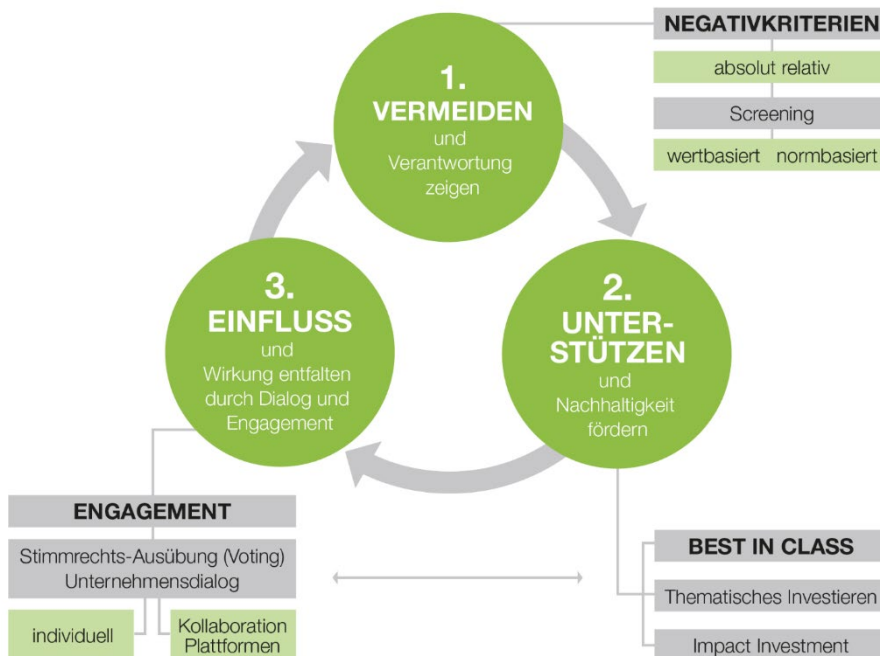 1.
VERMEIDEN
und
Verantwortung
zeigen
NEGATIVKRITERIEN
absolut relativ
Screening
wertbasiert normbasiert
2.
UNTER-
STÜTZEN
und
Nachhaltigkeit
fördern
BEST IN CLASS
Thematisches Investieren
Impact Investment
3.
EINFLUSS
und
Wirkung entfalten
durch Dialog und
Engagement
ENGAGEMENT
Stimmrechts-Ausübung (Voting)
Unternehmensdialog
individuell
Kollaboration
Plattformen